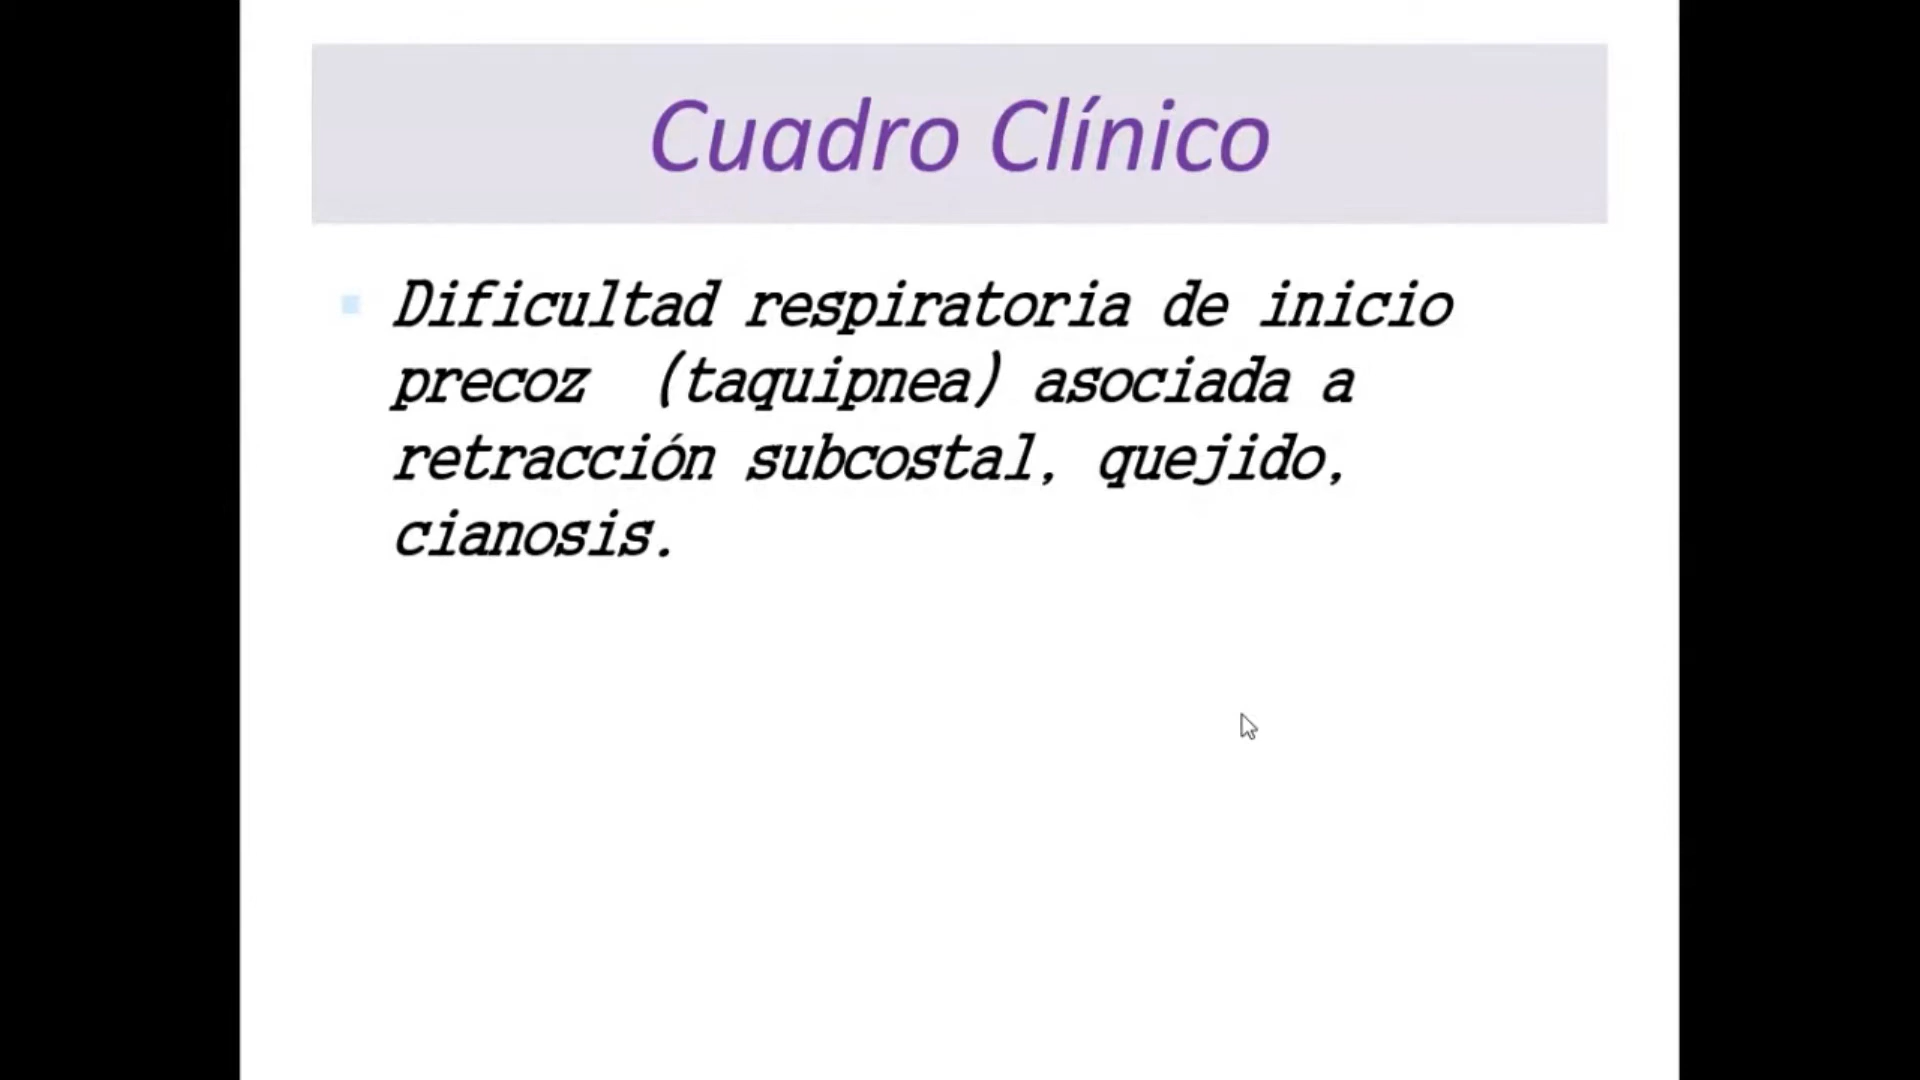 Cuadro Clínico
Dificultad respiratoria de inicio
precoz (taquipnea) asociada a
retracción subcostal, quejido,
cianosis.